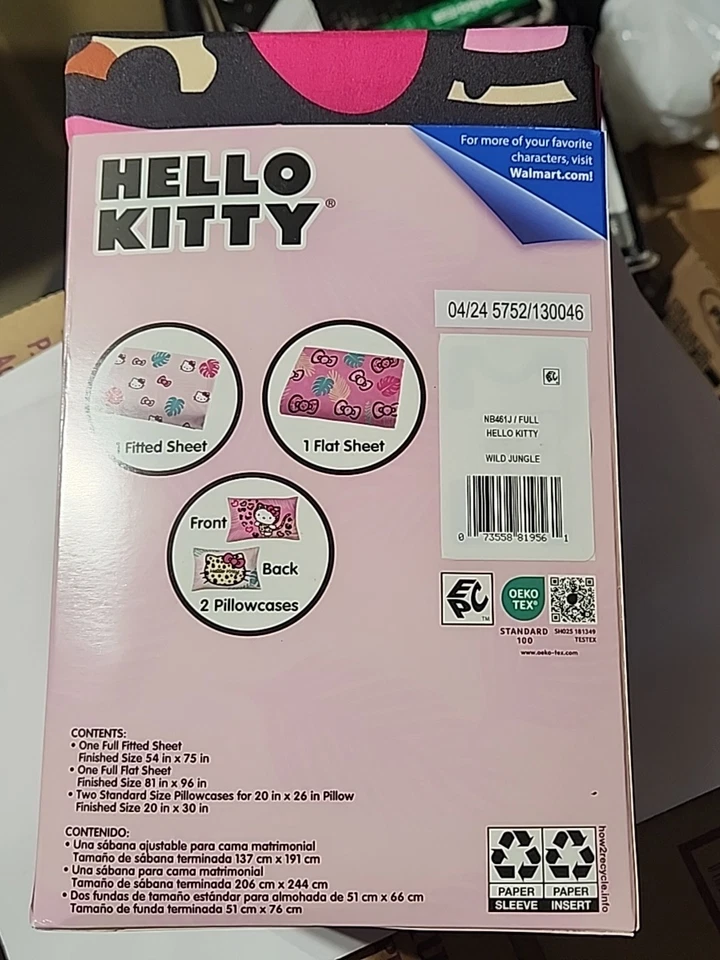 HELLO
KITTY®
For more of your favorite
characters, visit
Walmart.com!
04/24 5752/130046
EPC
NB461J / FULL
HELLO KITTY
WILD JUNGLE
0 73558 81956 1
1 Fitted Sheet
1 Flat Sheet
Front
Back
2 Pillowcases
EPC™
OEKO
TEX®
STANDARD
100
SH025 181349
TESTEX
www.oeko-tex.com
CONTENTS:
• One Full Fitted Sheet
Finished Size 54 in x 75 in
• One Full Flat Sheet
Finished Size 81 in x 96 in
• Two Standard Size Pillowcases for 20 in x 26 in Pillow
Finished Size 20 in x 30 in
CONTENIDO:
• Una sábana ajustable para cama matrimonial
Tamaño de sábana terminada 137 cm x 191 cm
• Una sábana para cama matrimonial
Tamaño de sábana terminada 206 cm x 244 cm
• Dos fundas de tamaño estándar para almohada de 51 cm x 66 cm
Tamaño de funda terminada 51 cm x 76 cm
PAPER
SLEEVE
PAPER
INSERT
how2recycle.info